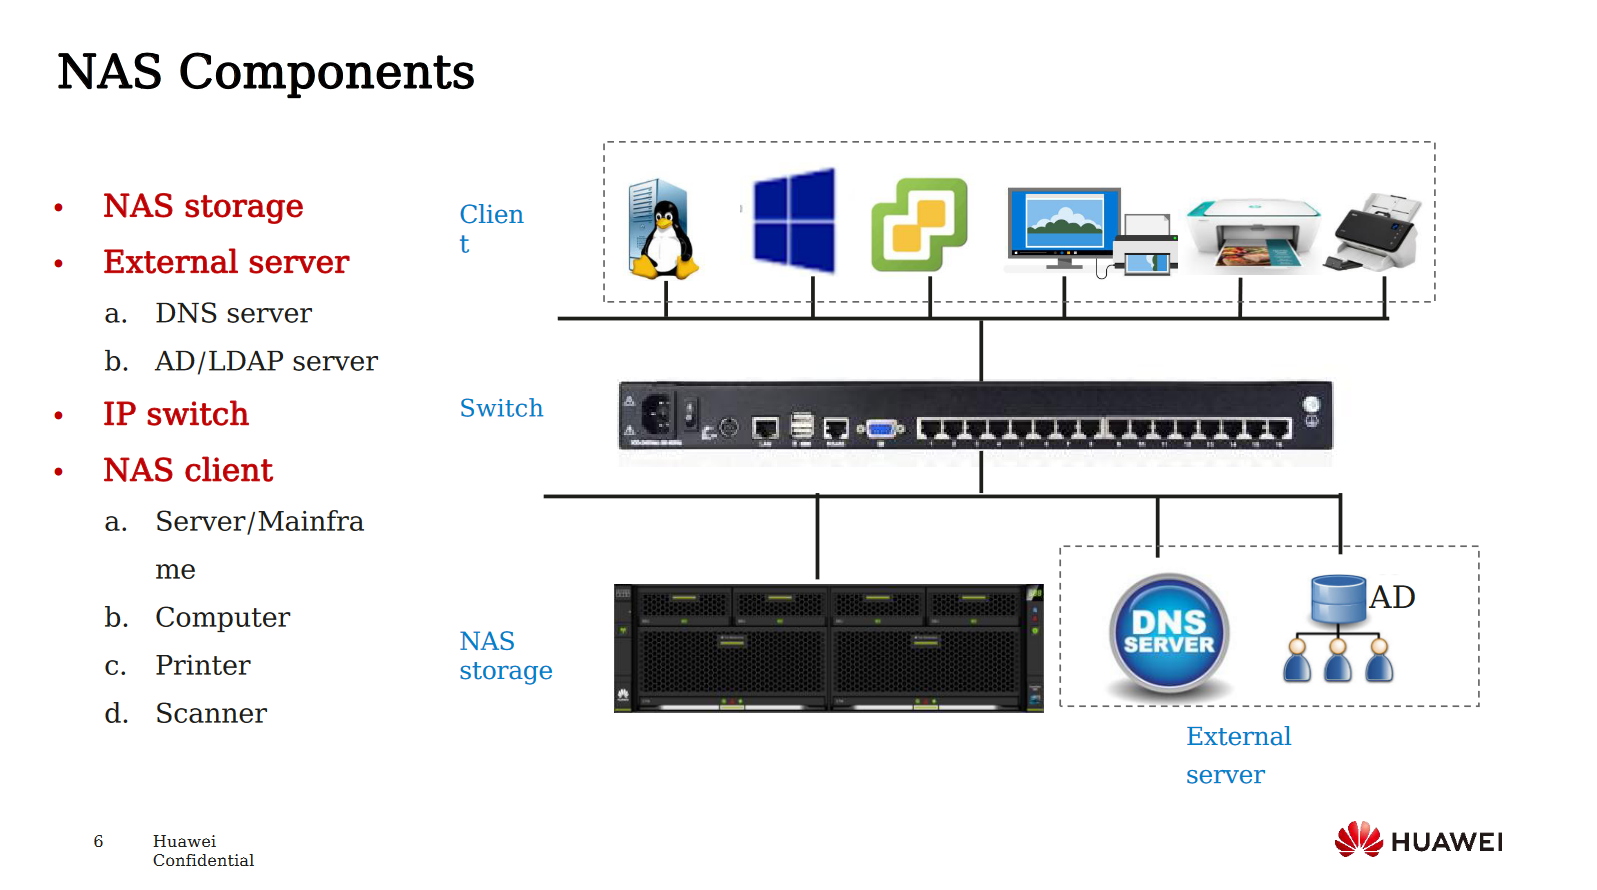 NAS Components
• NAS storage
• External server
a. DNS server
b. AD/LDAP server
• IP switch
• NAS client
a. Server/Mainfra
me
b. Computer
c. Printer
d. Scanner
Clien
t
Switch
NAS
storage
DNS
SERVER
AD
External
server
6
Huawei
Confidential
HUAWEI